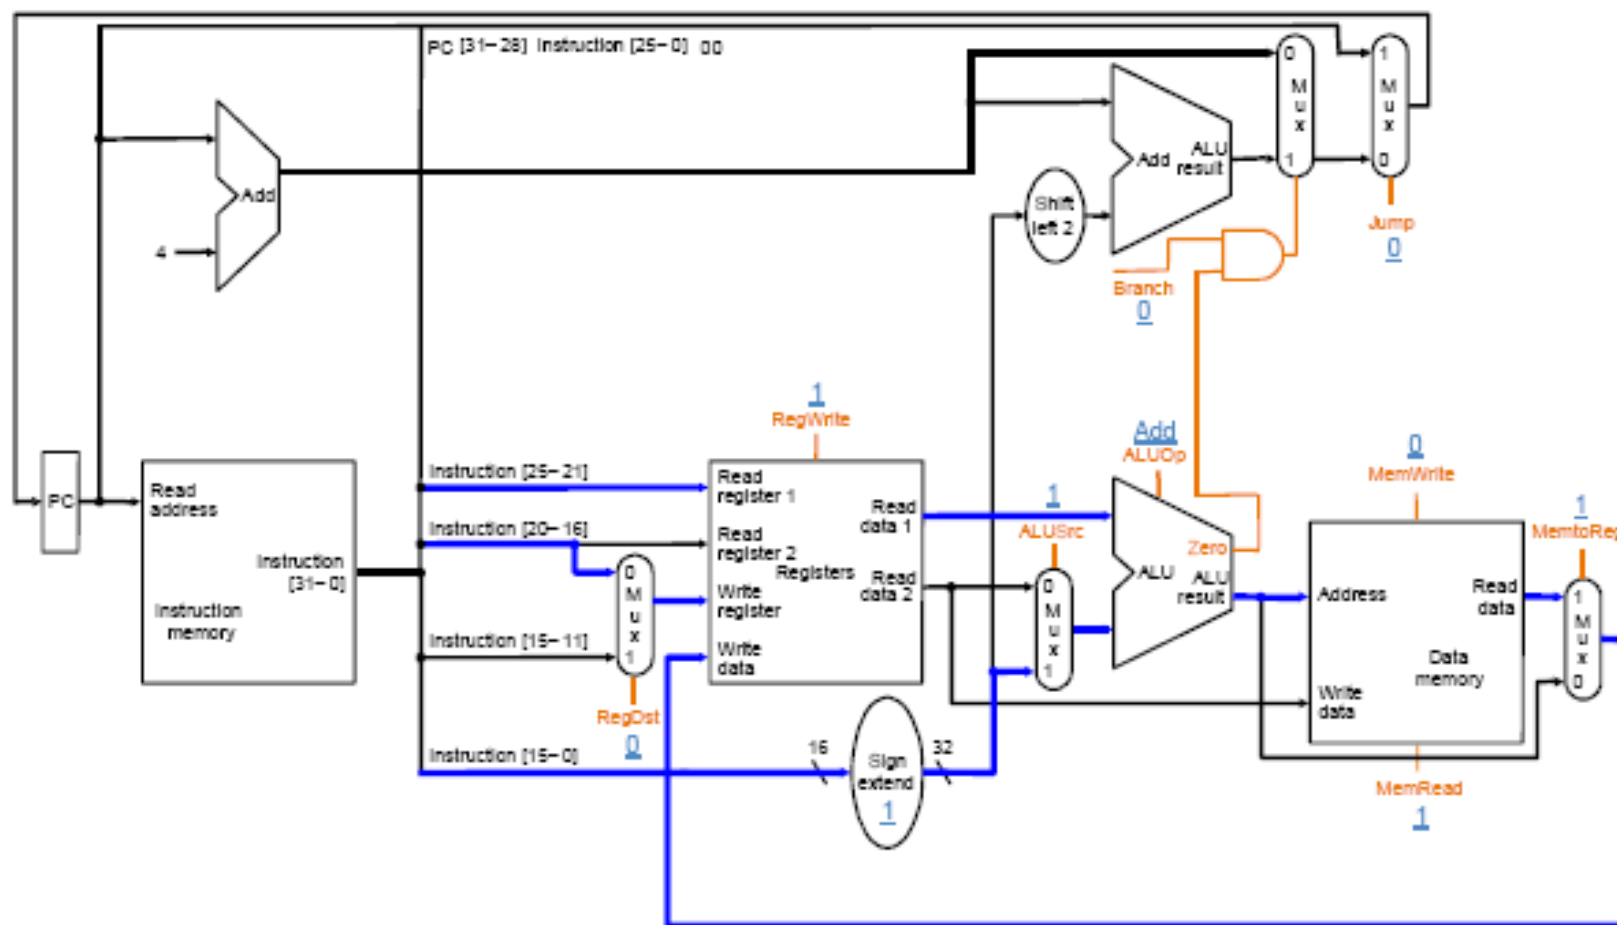 PC [31-28] Instruction [25-0] 00
0
M
u
x
1
1
M
u
x
0
Add
ALU
result
Add
4
Shift
left 2
Jump
0
Branch
0
1
RegWrite
Add
ALUOp
0
MemWrite
1
MemtoReg
PC
Read
address
Instruction
[31-0]
Instruction
memory
Instruction [25-21]
Instruction [20-16]
Instruction [15-11]
Instruction [15-0]
0
M
u
x
1
RegDst
0
Read
register 1
Read
register 2
Write
register
Write
data
Registers
Read
data 1
Read
data 2
16
Sign
extend
1
32
1
ALUSrc
0
M
u
x
1
Zero
ALU
ALU
result
Address
Read
data
Data
memory
Write
data
MemRead
1
1
M
u
x
0